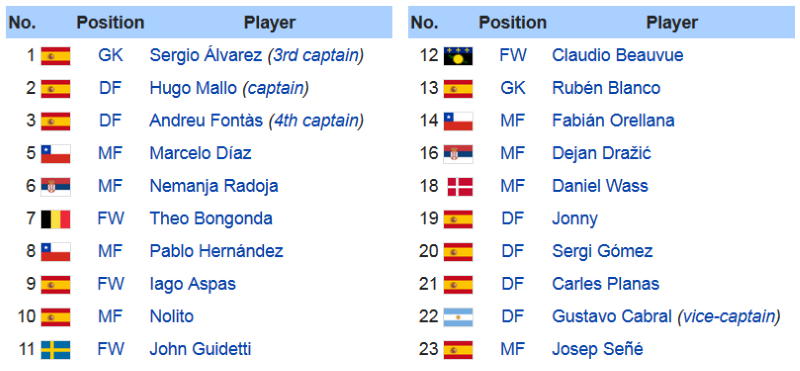 No. Position Player
1 GK Sergio Álvarez (3rd captain)
2 DF Hugo Mallo (captain)
3 DF Andreu Fontàs (4th captain)
5 MF Marcelo Díaz
6 MF Nemanja Radoja
7 FW Theo Bongonda
8 MF Pablo Hernández
9 FW Iago Aspas
10 MF Nolito
11 FW John Guidetti
No. Position Player
12 FW Claudio Beauvue
13 GK Rubén Blanco
14 MF Fabián Orellana
16 MF Dejan Dražić
18 MF Daniel Wass
19 DF Jonny
20 DF Sergi Gómez
21 DF Carles Planas
22 DF Gustavo Cabral (vice-captain)
23 MF Josep Señé